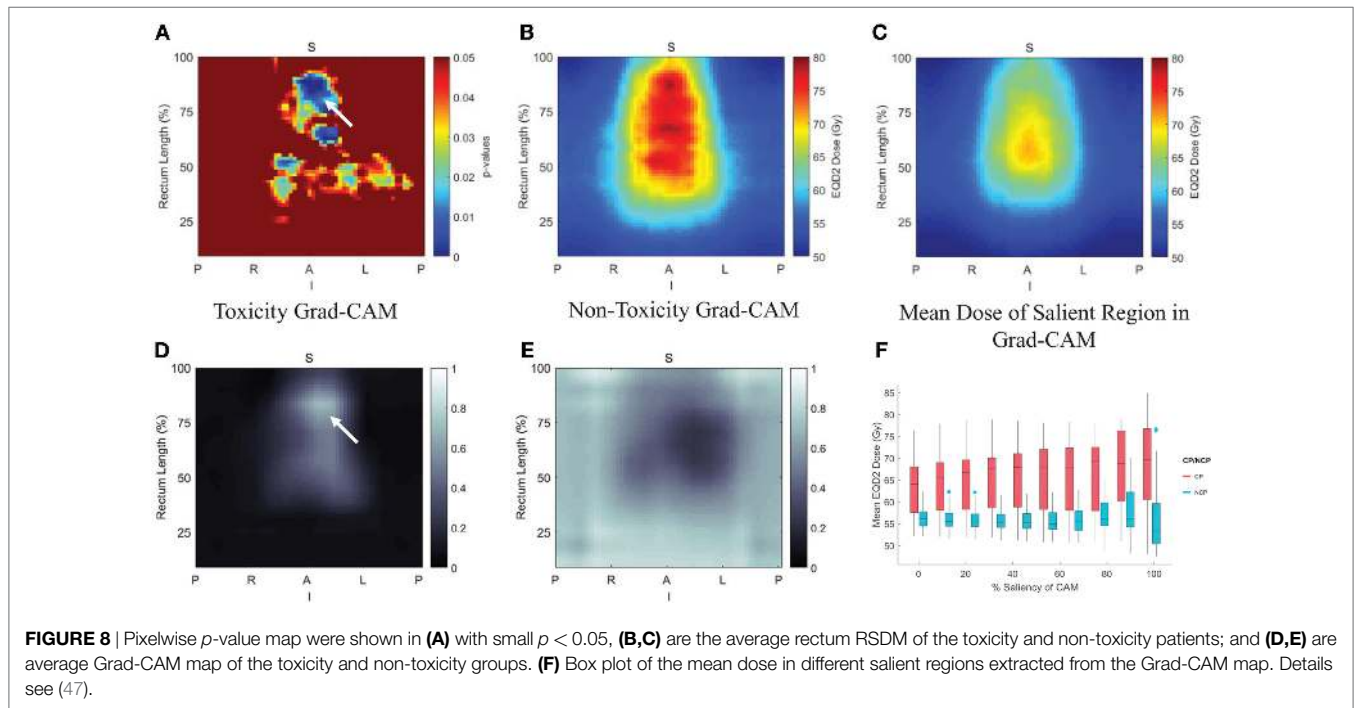 A
B
C
S
S
S
100
75
50
25
Rectum Length (%)
P R A L P
I
0.05
0.04
0.03
0.02
0.01
0
p-values
100
75
50
25
Rectum Length (%)
P R A L P
I
80
75
70
65
60
55
50
EQD2 Dose (Gy)
100
75
50
25
Rectum Length (%)
P R A L P
I
80
75
70
65
60
55
50
EQD2 Dose (Gy)
Toxicity Grad-CAM
Non-Toxicity Grad-CAM
Mean Dose of Salient Region in
Grad-CAM
D
E
F
S
S
100
75
50
25
Rectum Length (%)
P R A L P
I
1
0.8
0.6
0.4
0.2
0
100
75
50
25
Rectum Length (%)
P R A L P
I
1
0.8
0.6
0.4
0.2
0
85
80
75
70
65
60
55
50
Mean EQD2 Dose (Gy)
0 20 40 60 80 100
% Saliency of CAM
CP/NCP
CP
NCP
FIGURE 8 | Pixelwise p-value map were shown in (A) with small p < 0.05, (B,C) are the average rectum RSDM of the toxicity and non-toxicity patients; and (D,E) are
average Grad-CAM map of the toxicity and non-toxicity groups. (F) Box plot of the mean dose in different salient regions extracted from the Grad-CAM map. Details
see (47).